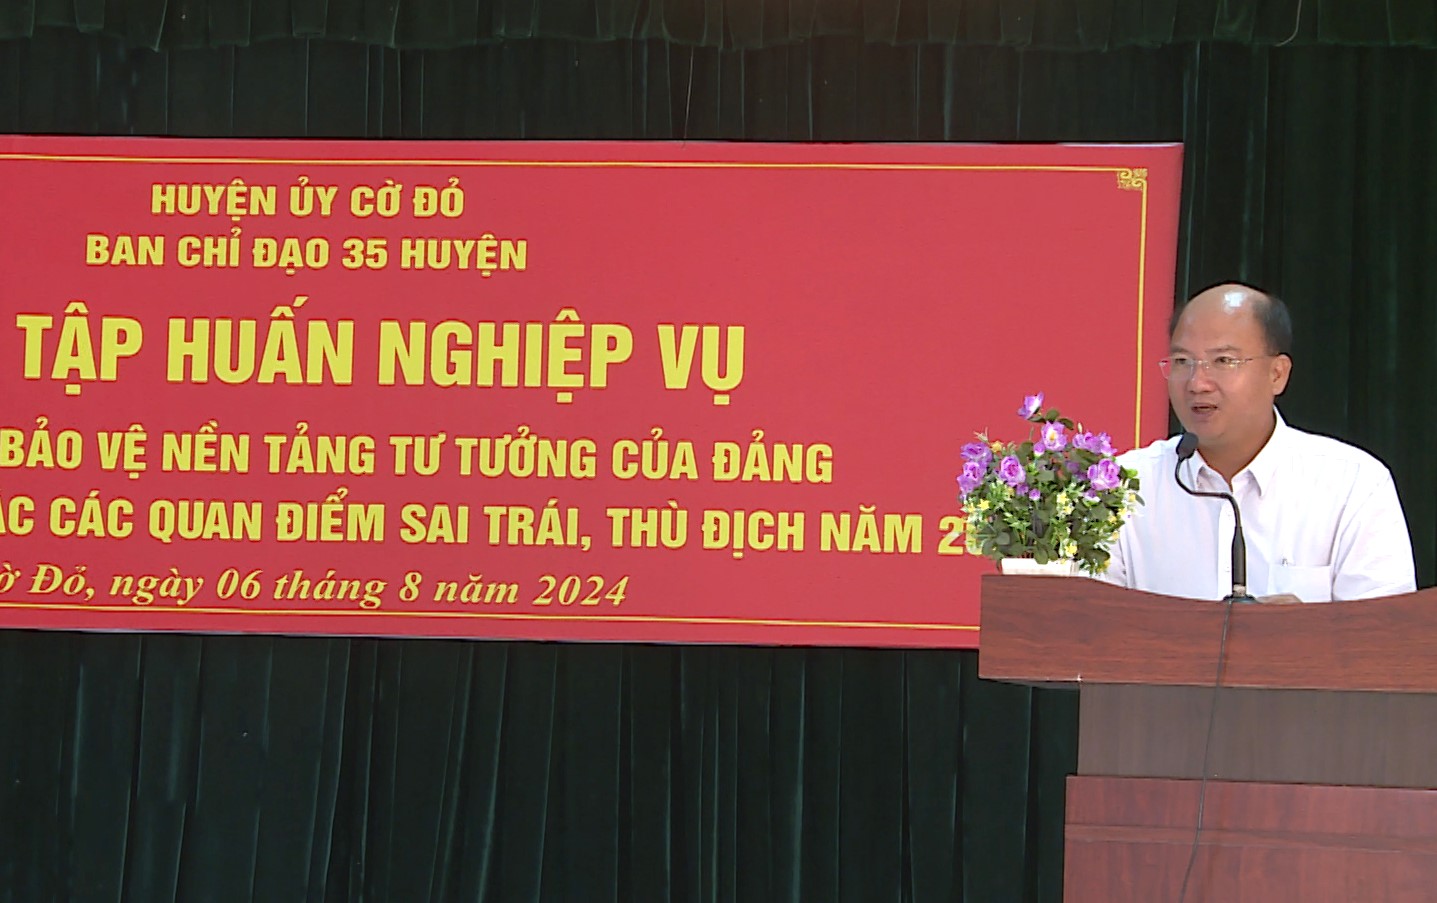 HUYỆN ỦY CỜ ĐỎ
BAN CHỈ ĐẠO 35 HUYỆN
TẬP HUẤN NGHIỆP VỤ
BẢO VỆ NỀN TẢNG TƯ TƯỞNG CỦA ĐẢNG
CÁC QUAN ĐIỂM SAI TRÁI, THÙ ĐỊCH NĂM
Đỏ, ngày 06 tháng 8 năm 2024